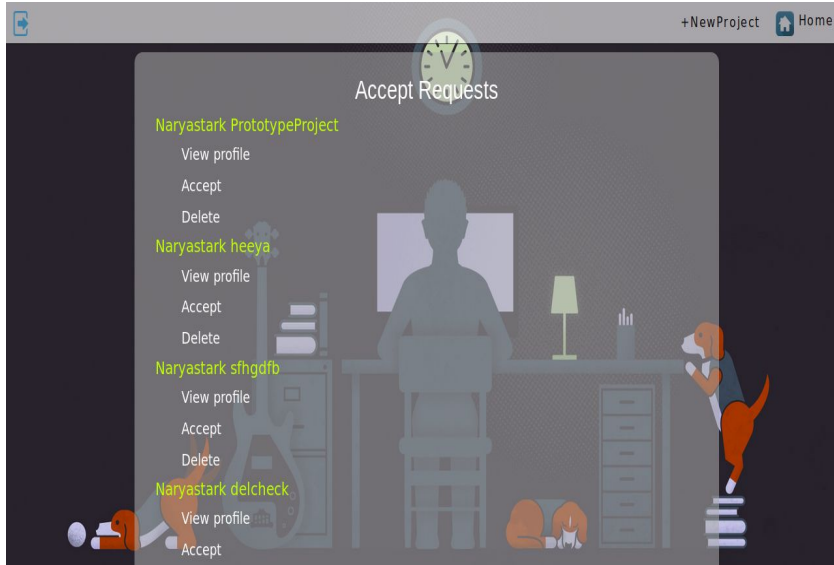 +NewProject Home
Accept Requests
Naryastark PrototypeProject
View profile
Accept
Delete
Naryastark heeya
View profile
Accept
Delete
Naryastark sfhgdfb
View profile
Accept
Delete
Naryastark delcheck
View profile
Accept